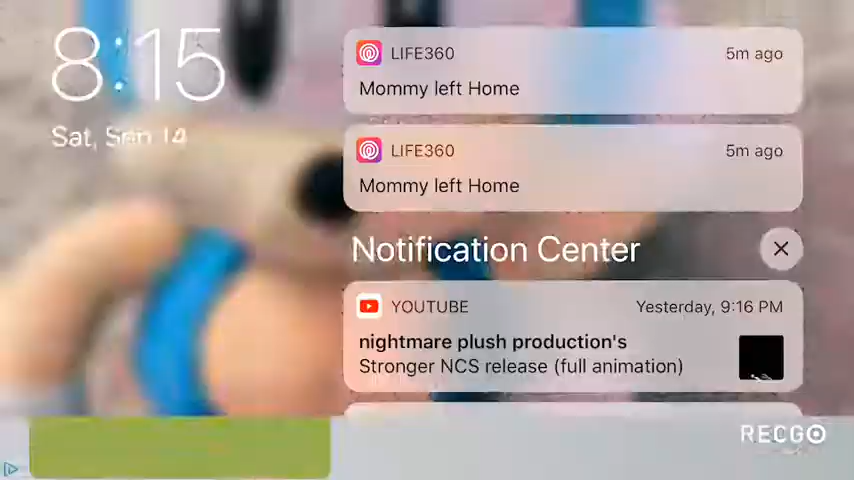 8:15
Sat, Sep 14
LIFE360 5m ago
Mommy left Home
LIFE360 5m ago
Mommy left Home
Notification Center
YOUTUBE Yesterday, 9:16 PM
nightmare plush production's
Stronger NCS release (full animation)
RECGO